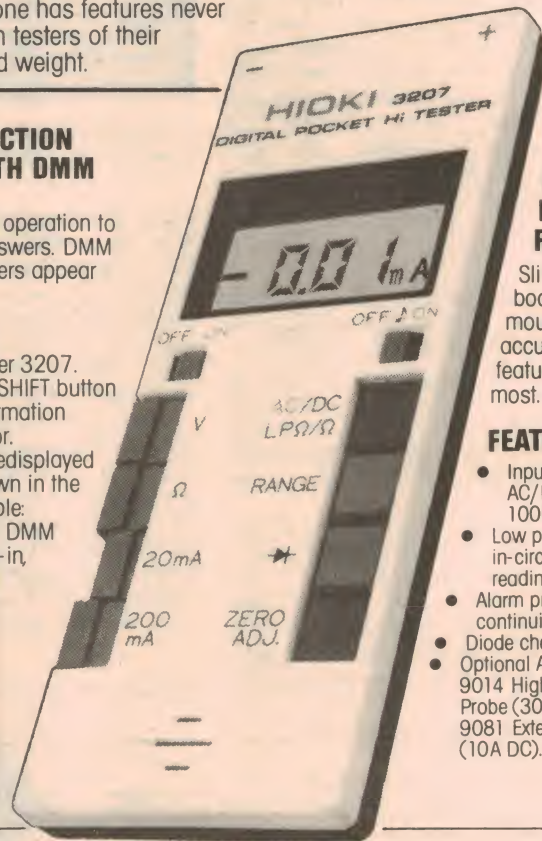 one has features never
n testers of their
d weight.
CTION
TH DMM
operation to
swers. DMM
ers appear
er 3207.
SHIFT button
rmation
or.
edisplayed
wn in the
ple:
DMM
-in,
- +
HIOKI 3207
DIGITAL POCKET Hi TESTER
- 0.01 mA
OFF ON
OFF ♪ ON
V
Ω
20mA
200
mA
AC/DC
LPΩ/Ω
RANGE
ZERO
ADJ.
Sli
boo
mou
accu
featu
most.
FEAT
● Inpu
AC/
100
● Low p
in-circ
readin
● Alarm p
continui
● Diode che
● Optional A
9014 High
Probe (30
9081 Exte
(10A DC).